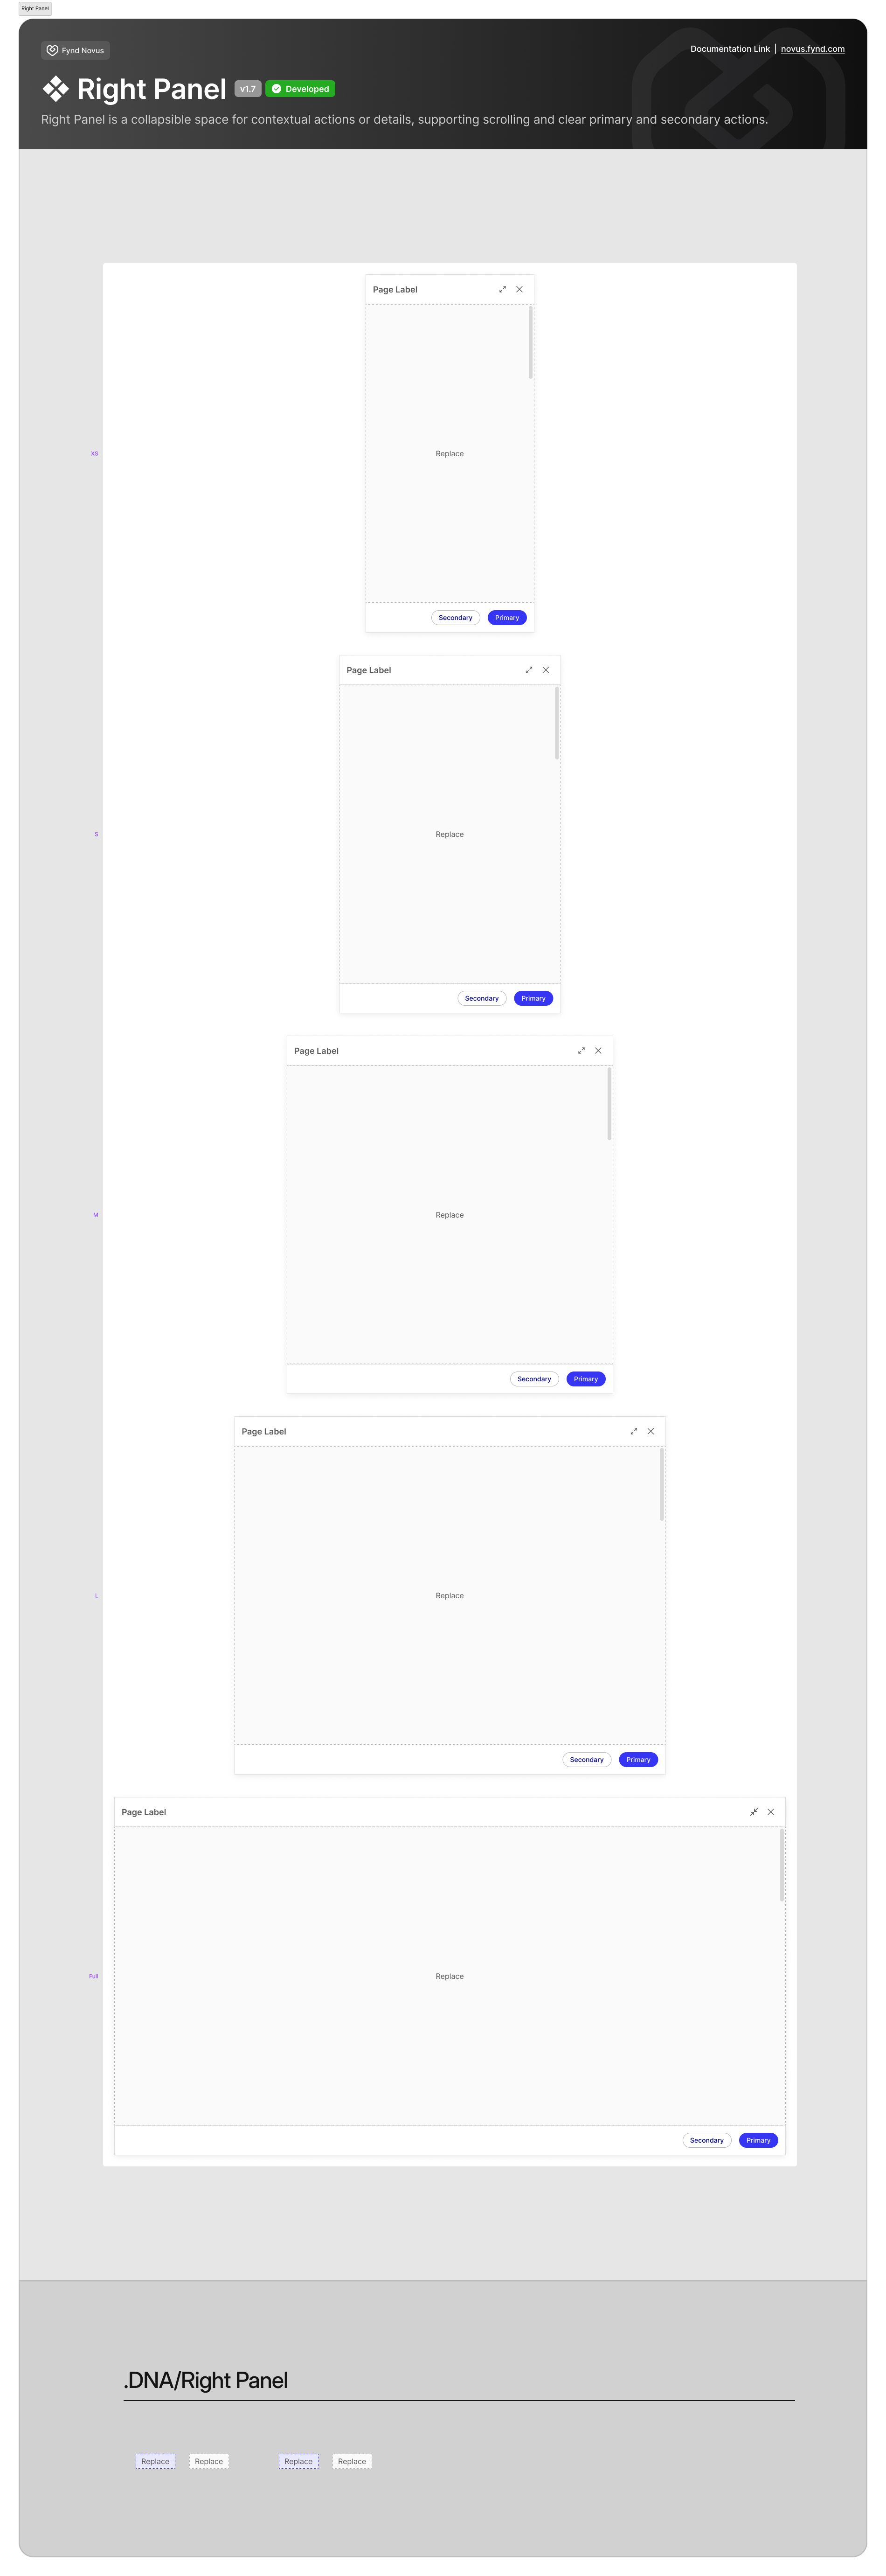 Right Panel
Fynd Novus
Documentation Link | novus.fynd.com
Right Panel v1.7 Developed
Right Panel is a collapsible space for contextual actions or details, supporting scrolling and clear primary and secondary actions.
Page Label
XS
Replace
Secondary Primary
Page Label
S
Replace
Secondary Primary
Page Label
M
Replace
Secondary Primary
Page Label
L
Replace
Secondary Primary
Page Label
Full
Replace
Secondary Primary
.DNA/Right Panel
Replace Replace Replace Replace